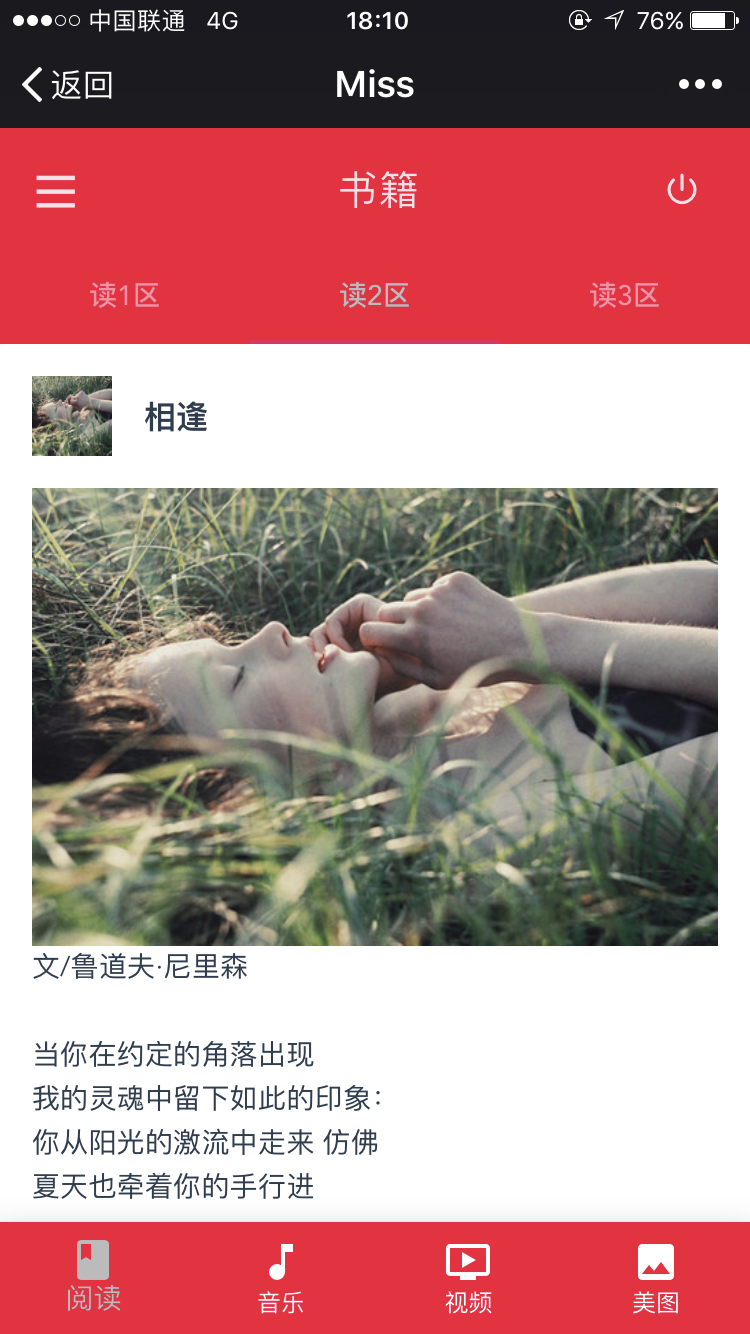 中国联通 4G 18:10 76%
返回 Miss
书籍
读1区 读2区 读3区
相逢
文/鲁道夫·尼里森
当你在约定的角落出现
我的灵魂中留下如此的印象：
你从阳光的激流中走来 仿佛
夏天也牵着你的手行进
阅读 音乐 视频 美图